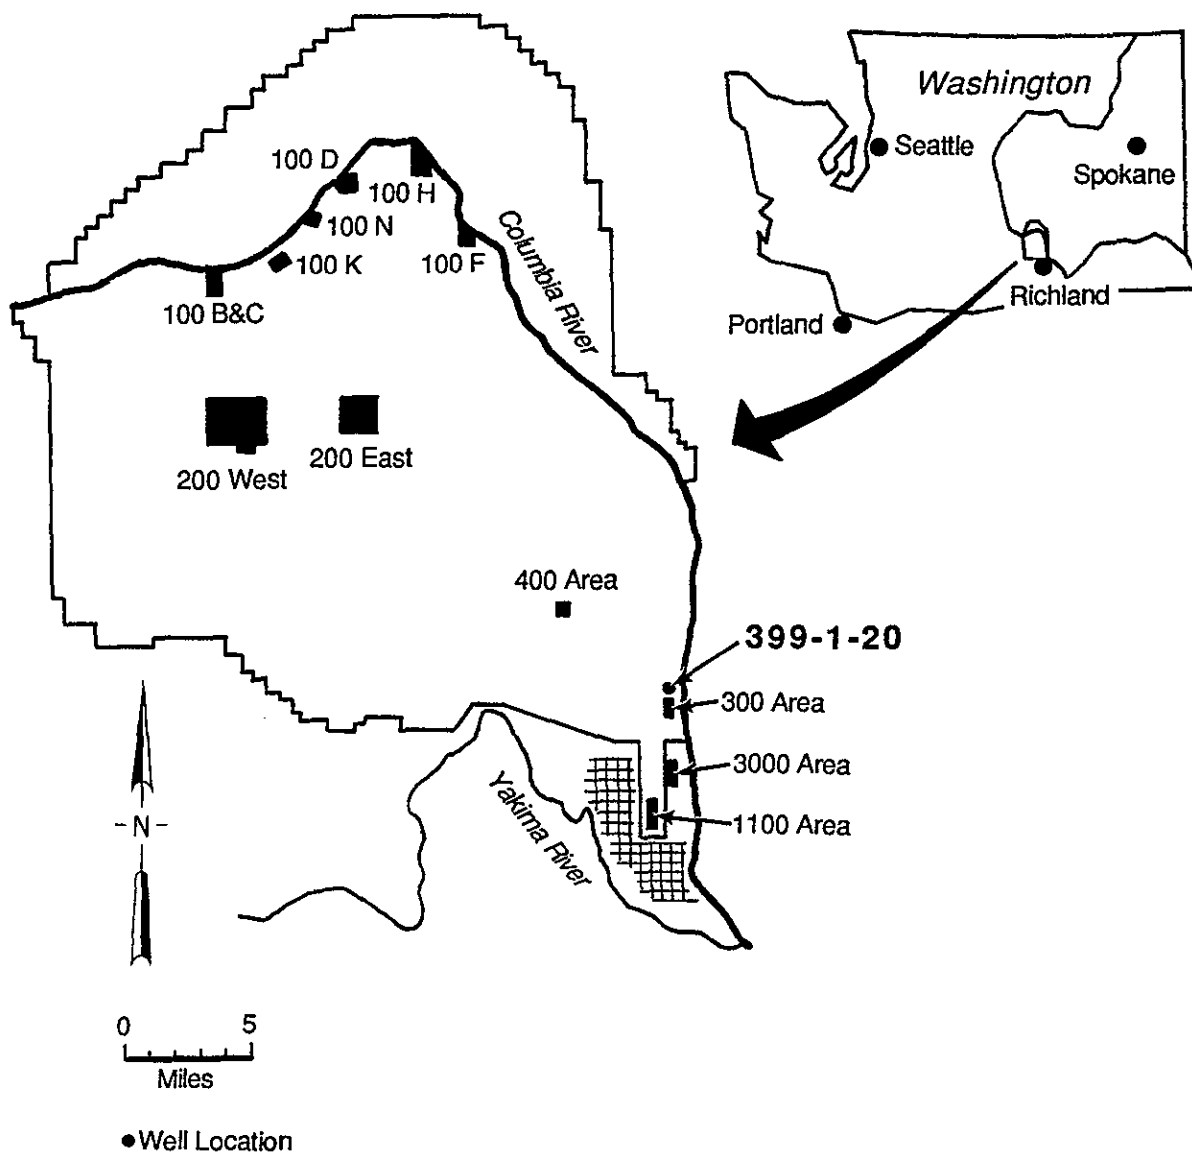 Washington
Seattle
Spokane
Richland
Portland
100 D
100 H
100 N
100 K
100 F
100 B&C
Columbia River
200 West
200 East
400 Area
399-1-20
300 Area
3000 Area
1100 Area
Yakima River
N
0 5
Miles
Well Location